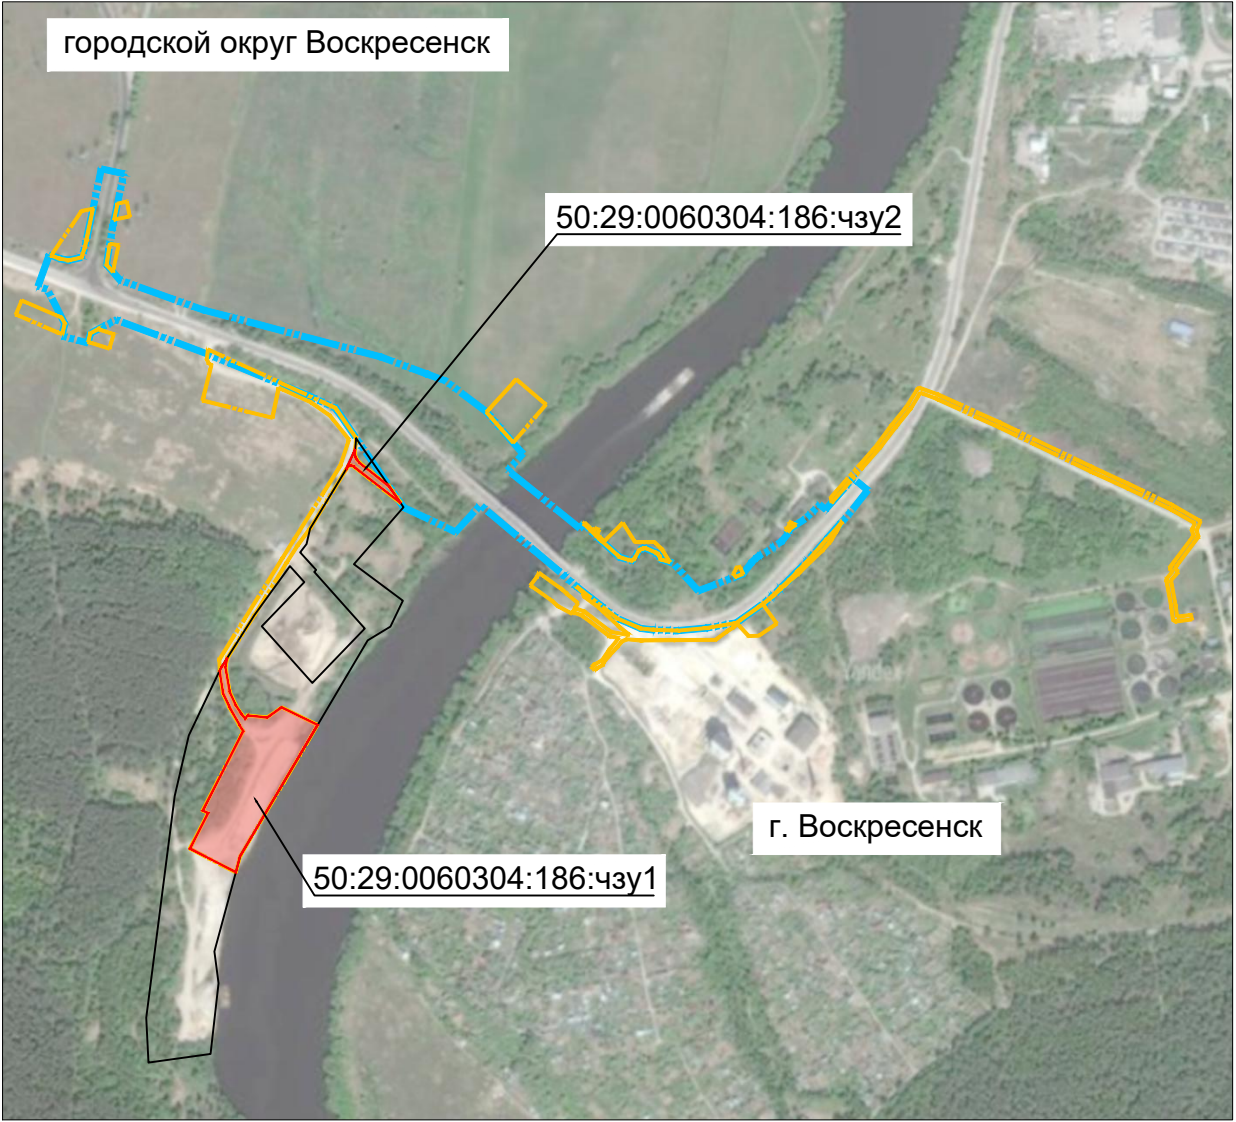 городской округ Воскресенск
50:29:0060304:186:чзу2
г. Воскресенск
50:29:0060304:186:чзу1